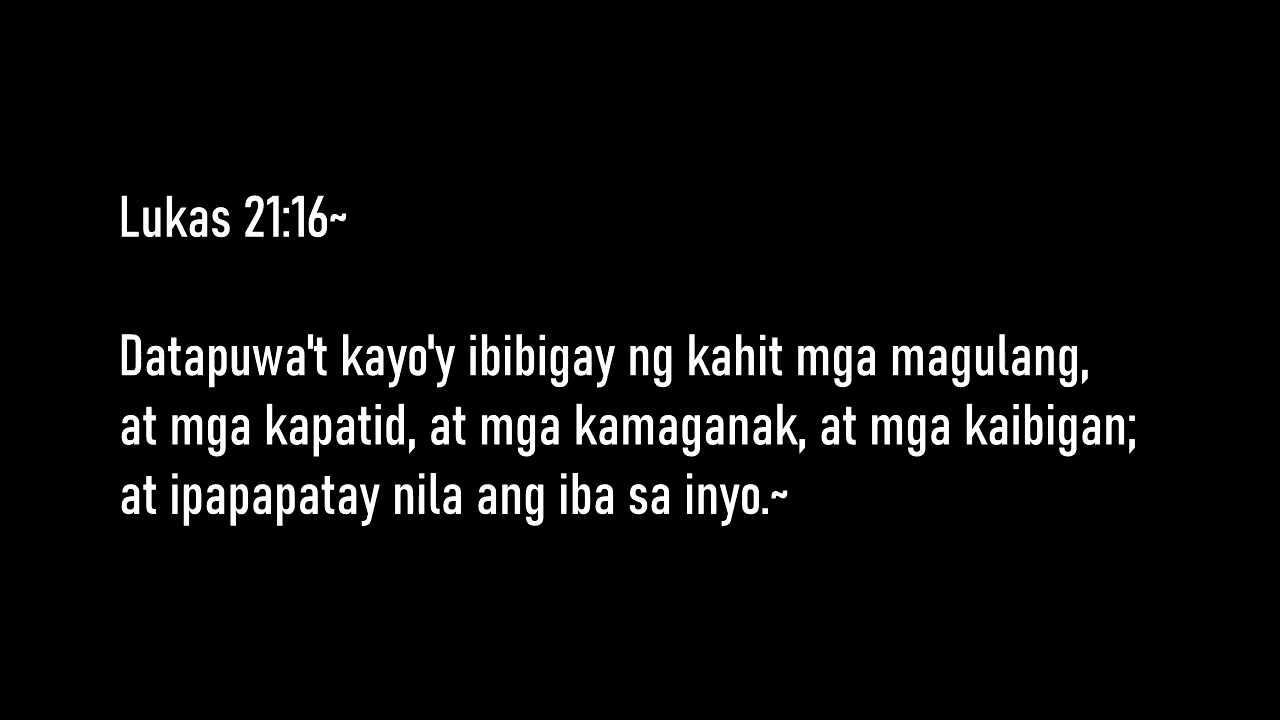 Lukas 21:16~
Datapuwa't kayo'y ibibigay ng kahit mga magulang,
at mga kapatid, at mga kamaganak, at mga kaibigan;
at ipapapatay nila ang iba sa inyo.~